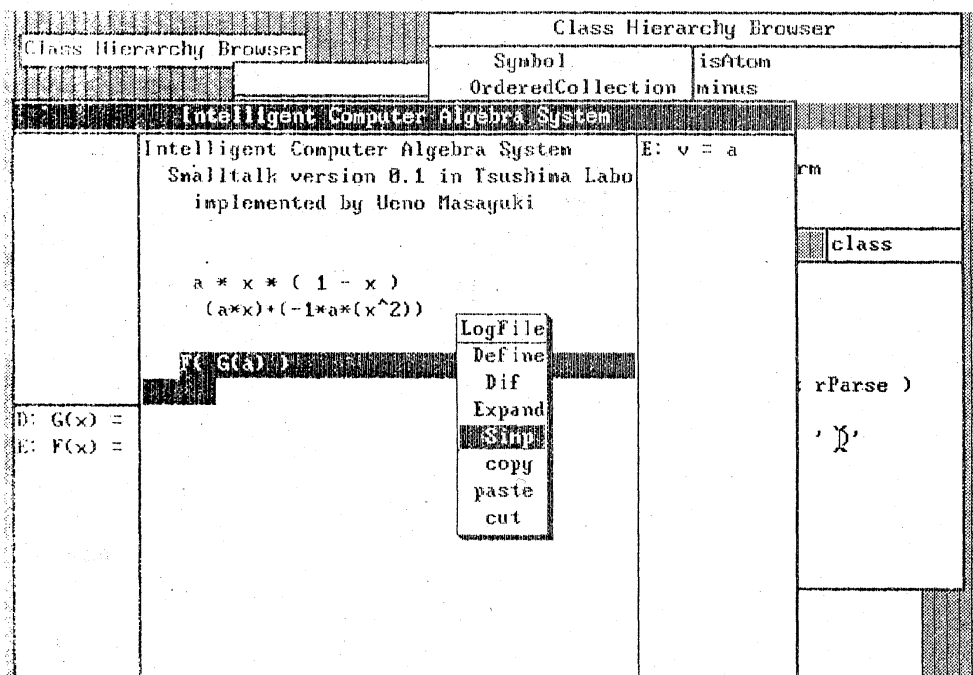 Class Hierarchy Browser
Class Hierarchy Browser
Symbol
isAtom
OrderedCollection
minus
Intelligent Computer Algebra System
Intelligent Computer Algebra System
Smalltalk version 0.1 in Tsushima Labo
implemented by Ueno Masayuki
E: v = a
rm
class
a * x * ( 1 - x )
(a*x)+(-1*a*(x^2))
F( G(a) )
LogFile
Define
Dif
Expand
Simp
copy
paste
cut
rParse )
D: G(x) =
E: F(x) =